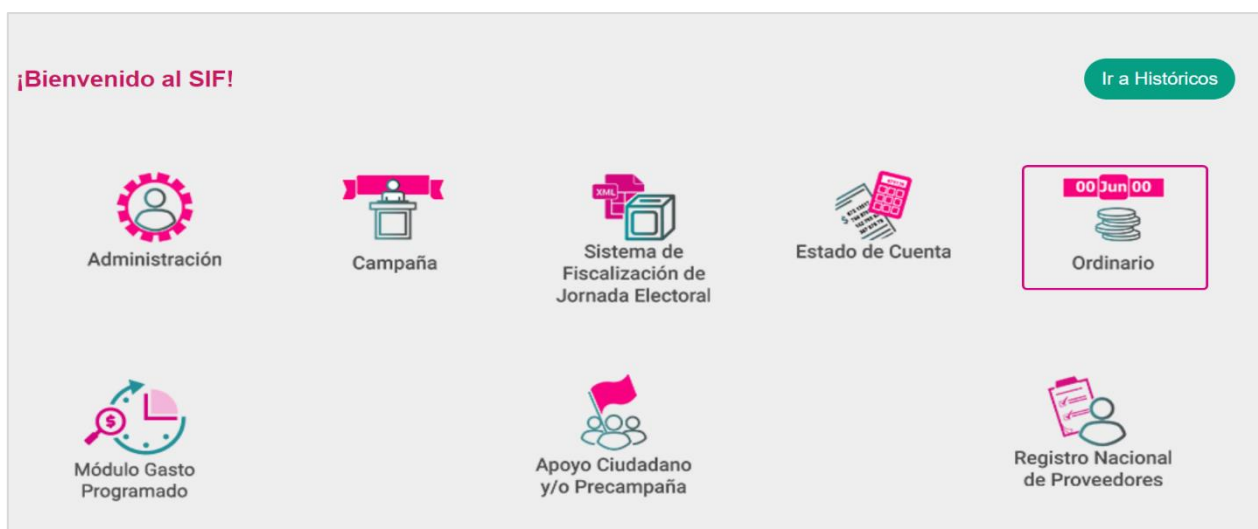 ¡Bienvenido al SIF!
Ir a Históricos
Administración
Campaña
XML
Sistema de
Fiscalización de
Jornada Electoral
$
Estado de Cuenta
00 Jun 00
Ordinario
$
Módulo Gasto
Programado
Apoyo Ciudadano
y/o Precampaña
Registro Nacional
de Proveedores